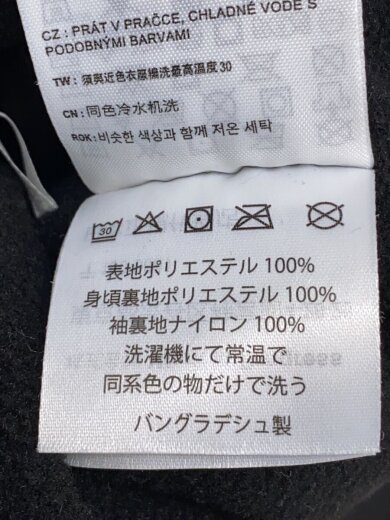 CZ : PRÁT V PRAČCE, CHLADNÉ VODE S
PODOBNÝMI BARVAMI
TW : 須與近色衣服機洗最高溫度30
CN : 同色冷水机洗
ROK : 비슷한 색상과 함께 저온 세탁
30
表地ポリエステル 100%
身頃裏地ポリエステル 100%
袖裏地ナイロン 100%
洗濯機にて常温で
同系色の物だけで洗う
バングラデシュ製